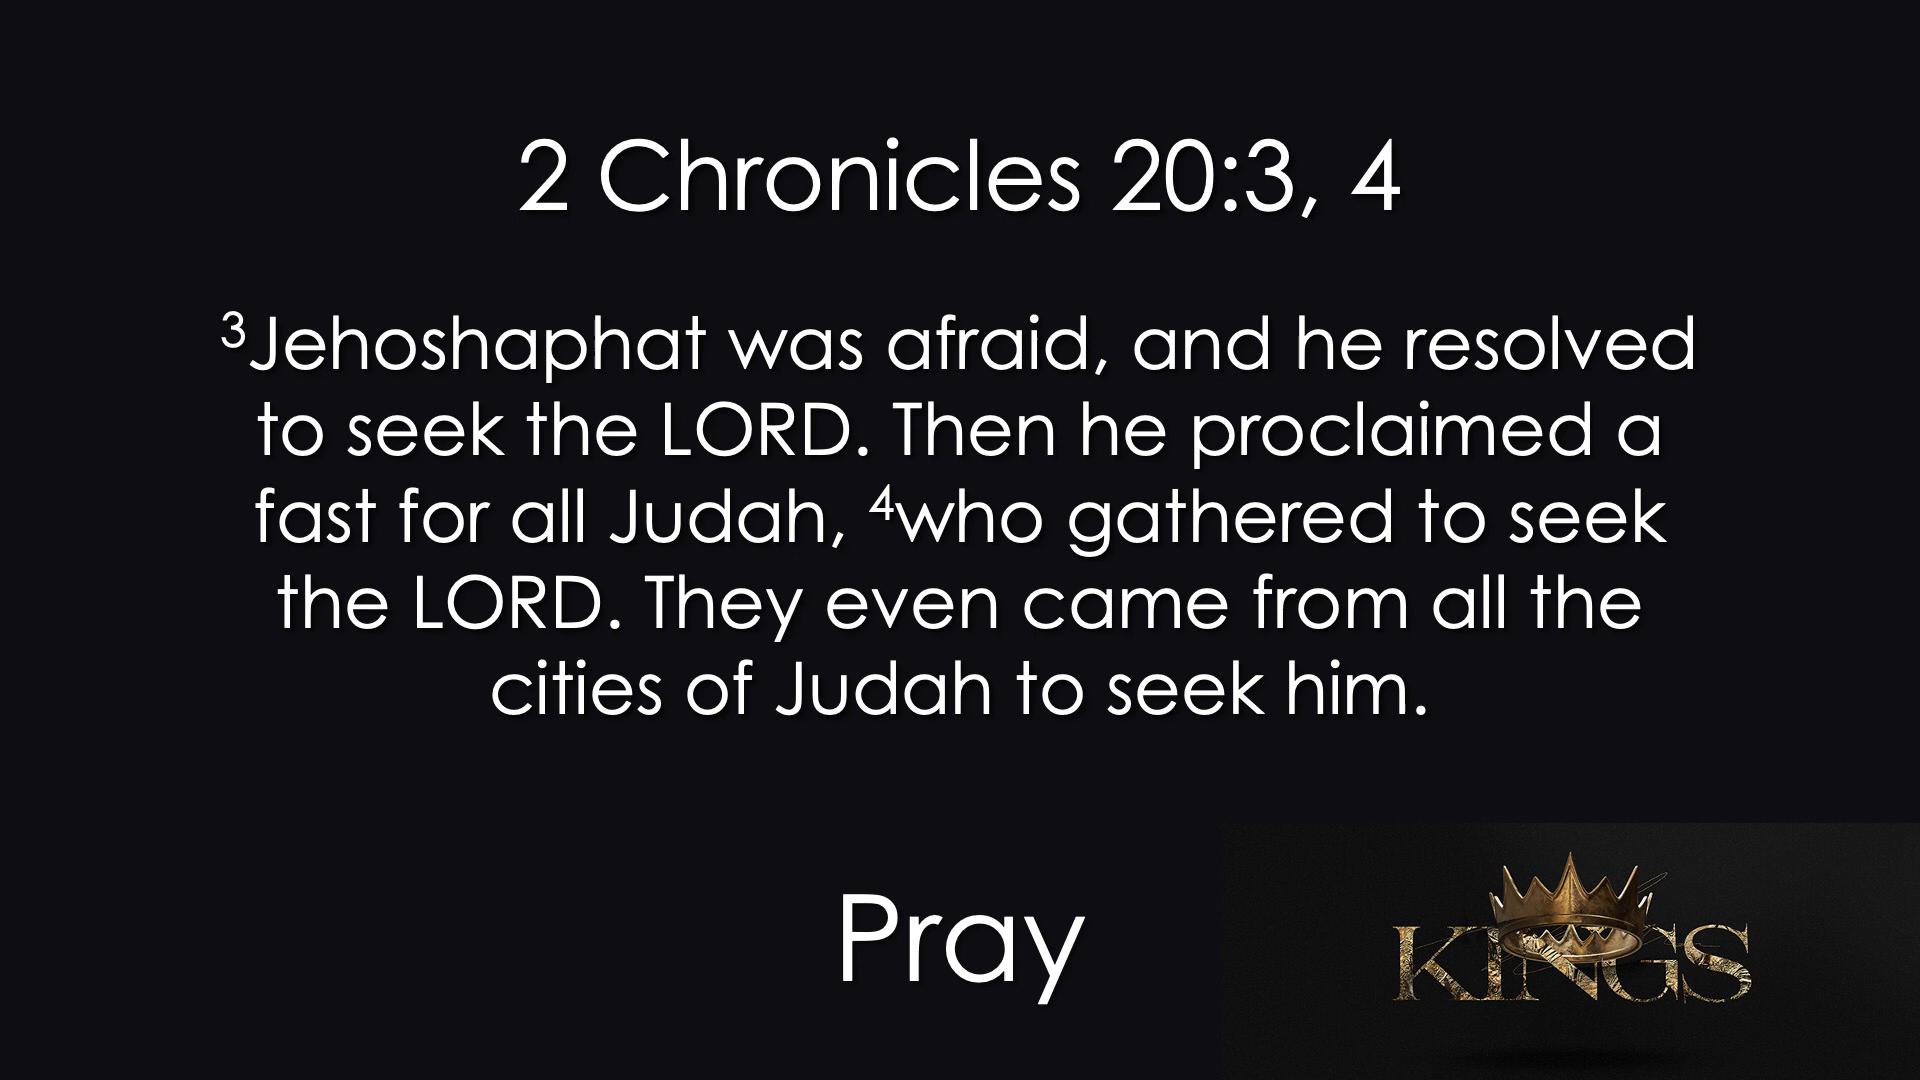 2 Chronicles 20:3, 4
³Jehoshaphat was afraid, and he resolved
to seek the LORD. Then he proclaimed a
fast for all Judah, ⁴who gathered to seek
the LORD. They even came from all the
cities of Judah to seek him.
Pray
KINGS